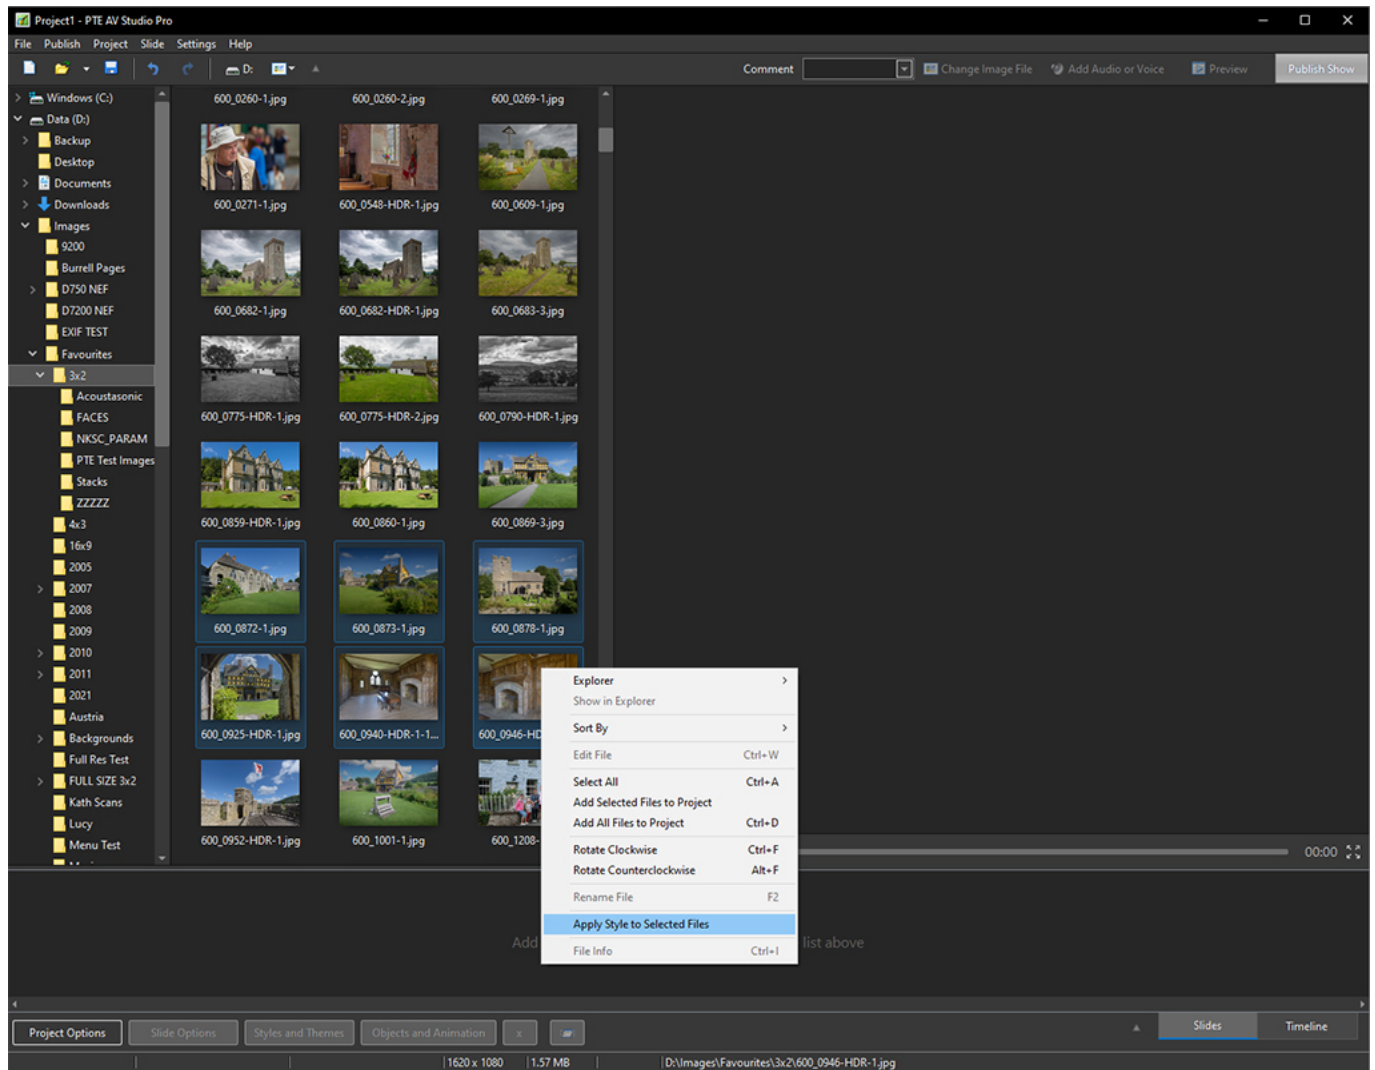 Project1 - PTE AV Studio Pro
File Publish Project Slide Settings Help
D: Comment Change Image File Add Audio or Voice Preview Publish Show
Windows (C:)
Data (D:)
Backup
Desktop
Documents
Downloads
Images
9200
Burrell Pages
D750 NEF
D7200 NEF
EXIF TEST
Favourites
3x2
Acoustasonic
FACES
NKSC_PARAM
PTE Test Images
Stacks
ZZZZZ
4x3
16x9
2005
2007
2008
2009
2010
2011
2021
Austria
Backgrounds
Full Res Test
FULL SIZE 3x2
Kath Scans
Lucy
Menu Test
600_0260-1.jpg 600_0260-2.jpg 600_0269-1.jpg
600_0271-1.jpg 600_0548-HDR-1.jpg 600_0609-1.jpg
600_0682-1.jpg 600_0682-HDR-1.jpg 600_0683-3.jpg
600_0775-HDR-1.jpg 600_0775-HDR-2.jpg 600_0790-HDR-1.jpg
600_0859-HDR-1.jpg 600_0860-1.jpg 600_0869-3.jpg
600_0872-1.jpg 600_0873-1.jpg 600_0878-1.jpg
600_0925-HDR-1.jpg 600_0940-HDR-1-1... 600_0946-HD
600_0952-HDR-1.jpg 600_1001-1.jpg 600_1208-
Explorer
Show in Explorer
Sort By
Edit File Ctrl+W
Select All Ctrl+A
Add Selected Files to Project
Add All Files to Project Ctrl+D
Rotate Clockwise Ctrl+F
Rotate Counterclockwise Alt+F
Rename File F2
Apply Style to Selected Files
File Info Ctrl+I
00:00
Add list above
Project Options Slide Options Styles and Themes Objects and Animation x Slides Timeline
1620 x 1080 1.57 MB D:\Images\Favourites\3x2\600_0946-HDR-1.jpg